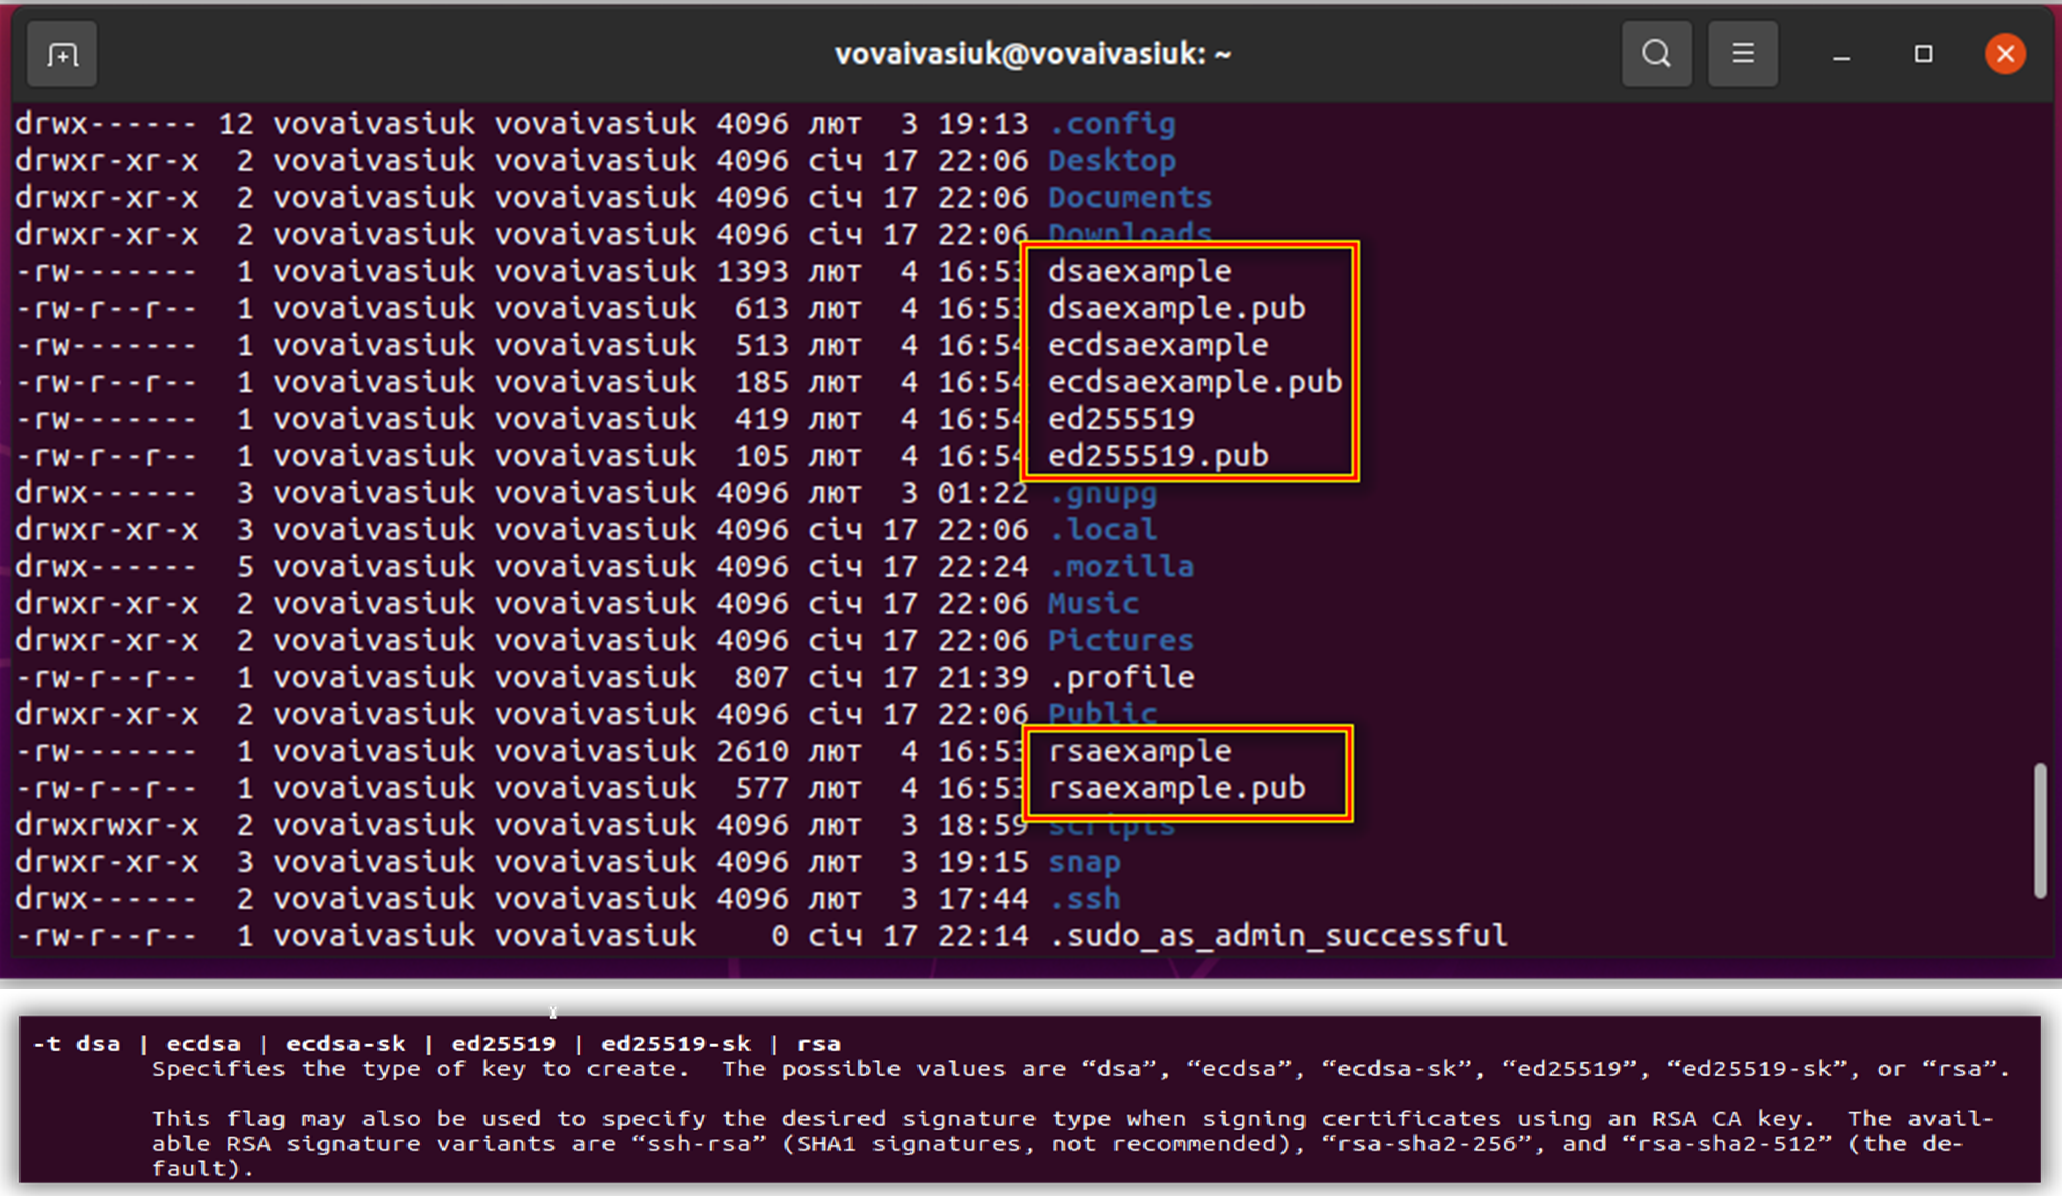 vovaivasiuk@vovaivasiuk: ~
drwx------ 12 vovaivasiuk vovaivasiuk 4096 лют  3 19:13 .config
drwxr-xr-x  2 vovaivasiuk vovaivasiuk 4096 січ 17 22:06 Desktop
drwxr-xr-x  2 vovaivasiuk vovaivasiuk 4096 січ 17 22:06 Documents
drwxr-xr-x  2 vovaivasiuk vovaivasiuk 4096 січ 17 22:06 Downloads
-rw-------  1 vovaivasiuk vovaivasiuk 1393 лют  4 16:53 dsaexample
-rw-r--r--  1 vovaivasiuk vovaivasiuk  613 лют  4 16:53 dsaexample.pub
-rw-------  1 vovaivasiuk vovaivasiuk  513 лют  4 16:54 ecdsaexample
-rw-r--r--  1 vovaivasiuk vovaivasiuk  185 лют  4 16:54 ecdsaexample.pub
-rw-------  1 vovaivasiuk vovaivasiuk  419 лют  4 16:54 ed255519
-rw-r--r--  1 vovaivasiuk vovaivasiuk  105 лют  4 16:54 ed255519.pub
drwx------  3 vovaivasiuk vovaivasiuk 4096 лют  3 01:22 .gnupg
drwxr-xr-x  3 vovaivasiuk vovaivasiuk 4096 січ 17 22:06 .local
drwx------  5 vovaivasiuk vovaivasiuk 4096 січ 17 22:24 .mozilla
drwxr-xr-x  2 vovaivasiuk vovaivasiuk 4096 січ 17 22:06 Music
drwxr-xr-x  2 vovaivasiuk vovaivasiuk 4096 січ 17 22:06 Pictures
-rw-r--r--  1 vovaivasiuk vovaivasiuk  807 січ 17 21:39 .profile
drwxr-xr-x  2 vovaivasiuk vovaivasiuk 4096 січ 17 22:06 Public
-rw-------  1 vovaivasiuk vovaivasiuk 2610 лют  4 16:53 rsaexample
-rw-r--r--  1 vovaivasiuk vovaivasiuk  577 лют  4 16:53 rsaexample.pub
drwxrwxr-x  2 vovaivasiuk vovaivasiuk 4096 лют  3 18:59 scripts
drwxr-xr-x  3 vovaivasiuk vovaivasiuk 4096 лют  3 19:15 snap
drwx------  2 vovaivasiuk vovaivasiuk 4096 лют  3 17:44 .ssh
-rw-r--r--  1 vovaivasiuk vovaivasiuk    0 січ 17 22:14 .sudo_as_admin_successful
-t dsa | ecdsa | ecdsa-sk | ed25519 | ed25519-sk | rsa
Specifies the type of key to create.  The possible values are “dsa”, “ecdsa”, “ecdsa-sk”, “ed25519”, “ed25519-sk”, or “rsa”.
This flag may also be used to specify the desired signature type when signing certificates using an RSA CA key.  The avail-
able RSA signature variants are “ssh-rsa” (SHA1 signatures, not recommended), “rsa-sha2-256”, and “rsa-sha2-512” (the de-
fault).